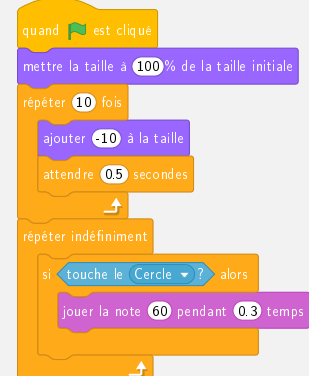 quand est cliqué
mettre la taille à 100 % de la taille initiale
répéter 10 fois
ajouter -10 à la taille
attendre 0.5 secondes
répéter indéfiniment
si touche le Cercle ? alors
jouer la note 60 pendant 0.3 temps